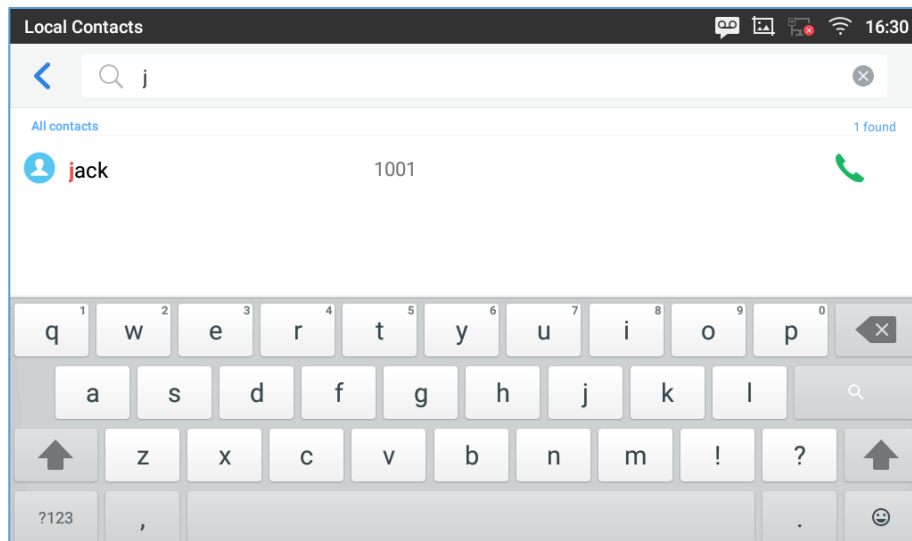 Local Contacts 16:30
j
All contacts 1 found
jack 1001
1 2 3 4 5 6 7 8 9 0
q w e r t y u i o p
a s d f g h j k l
z x c v b n m ! ?
?123 , .